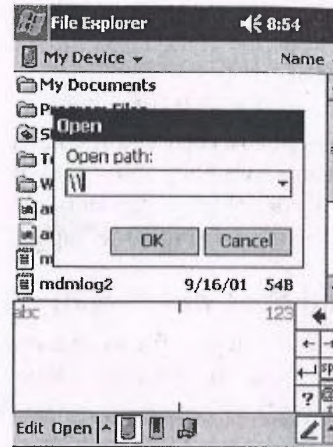 File Explorer 8:54
My Device Name
My Documents
Open
Open path:
\\
OK Cancel
mdmlog2 9/16/01 54B
abc 123
?
Edit Open